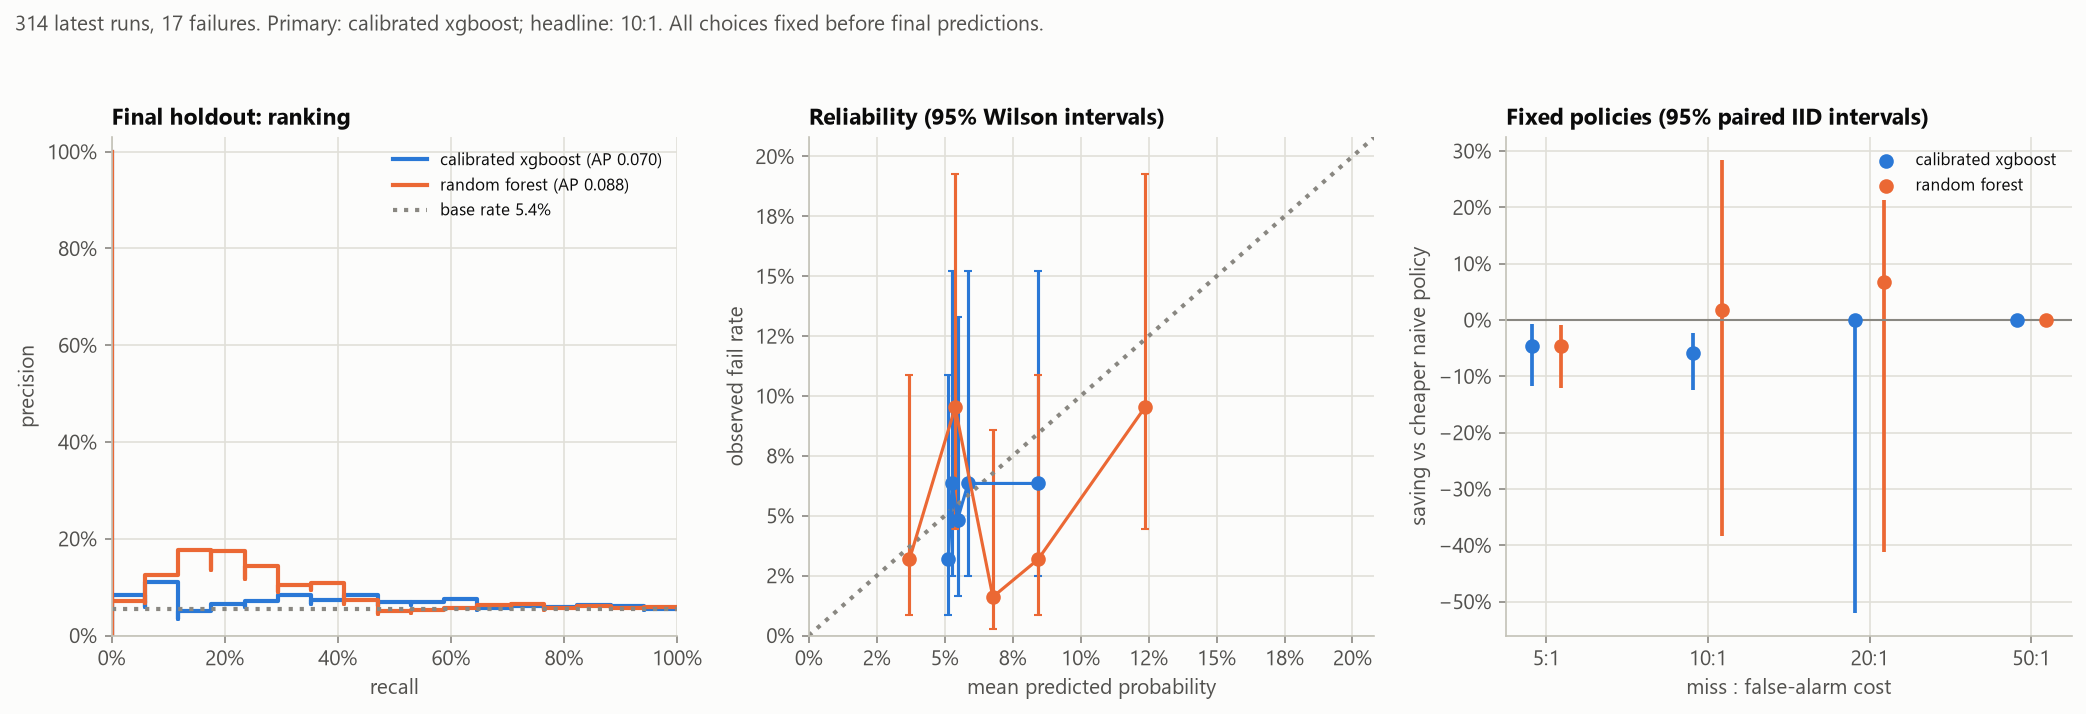 314 latest runs, 17 failures. Primary: calibrated xgboost; headline: 10:1. All choices fixed before final predictions.
Final holdout: ranking
100%
80%
60%
40%
20%
0%
precision
calibrated xgboost (AP 0.070)
random forest (AP 0.088)
base rate 5.4%
0%
20%
40%
60%
80%
100%
recall
Reliability (95% Wilson intervals)
20%
18%
15%
12%
10%
8%
5%
2%
0%
observed fail rate
0%
2%
5%
8%
10%
12%
15%
18%
20%
mean predicted probability
Fixed policies (95% paired IID intervals)
30%
20%
10%
0%
−10%
−20%
−30%
−40%
−50%
saving vs cheaper naive policy
calibrated xgboost
random forest
5:1
10:1
20:1
50:1
miss : false-alarm cost